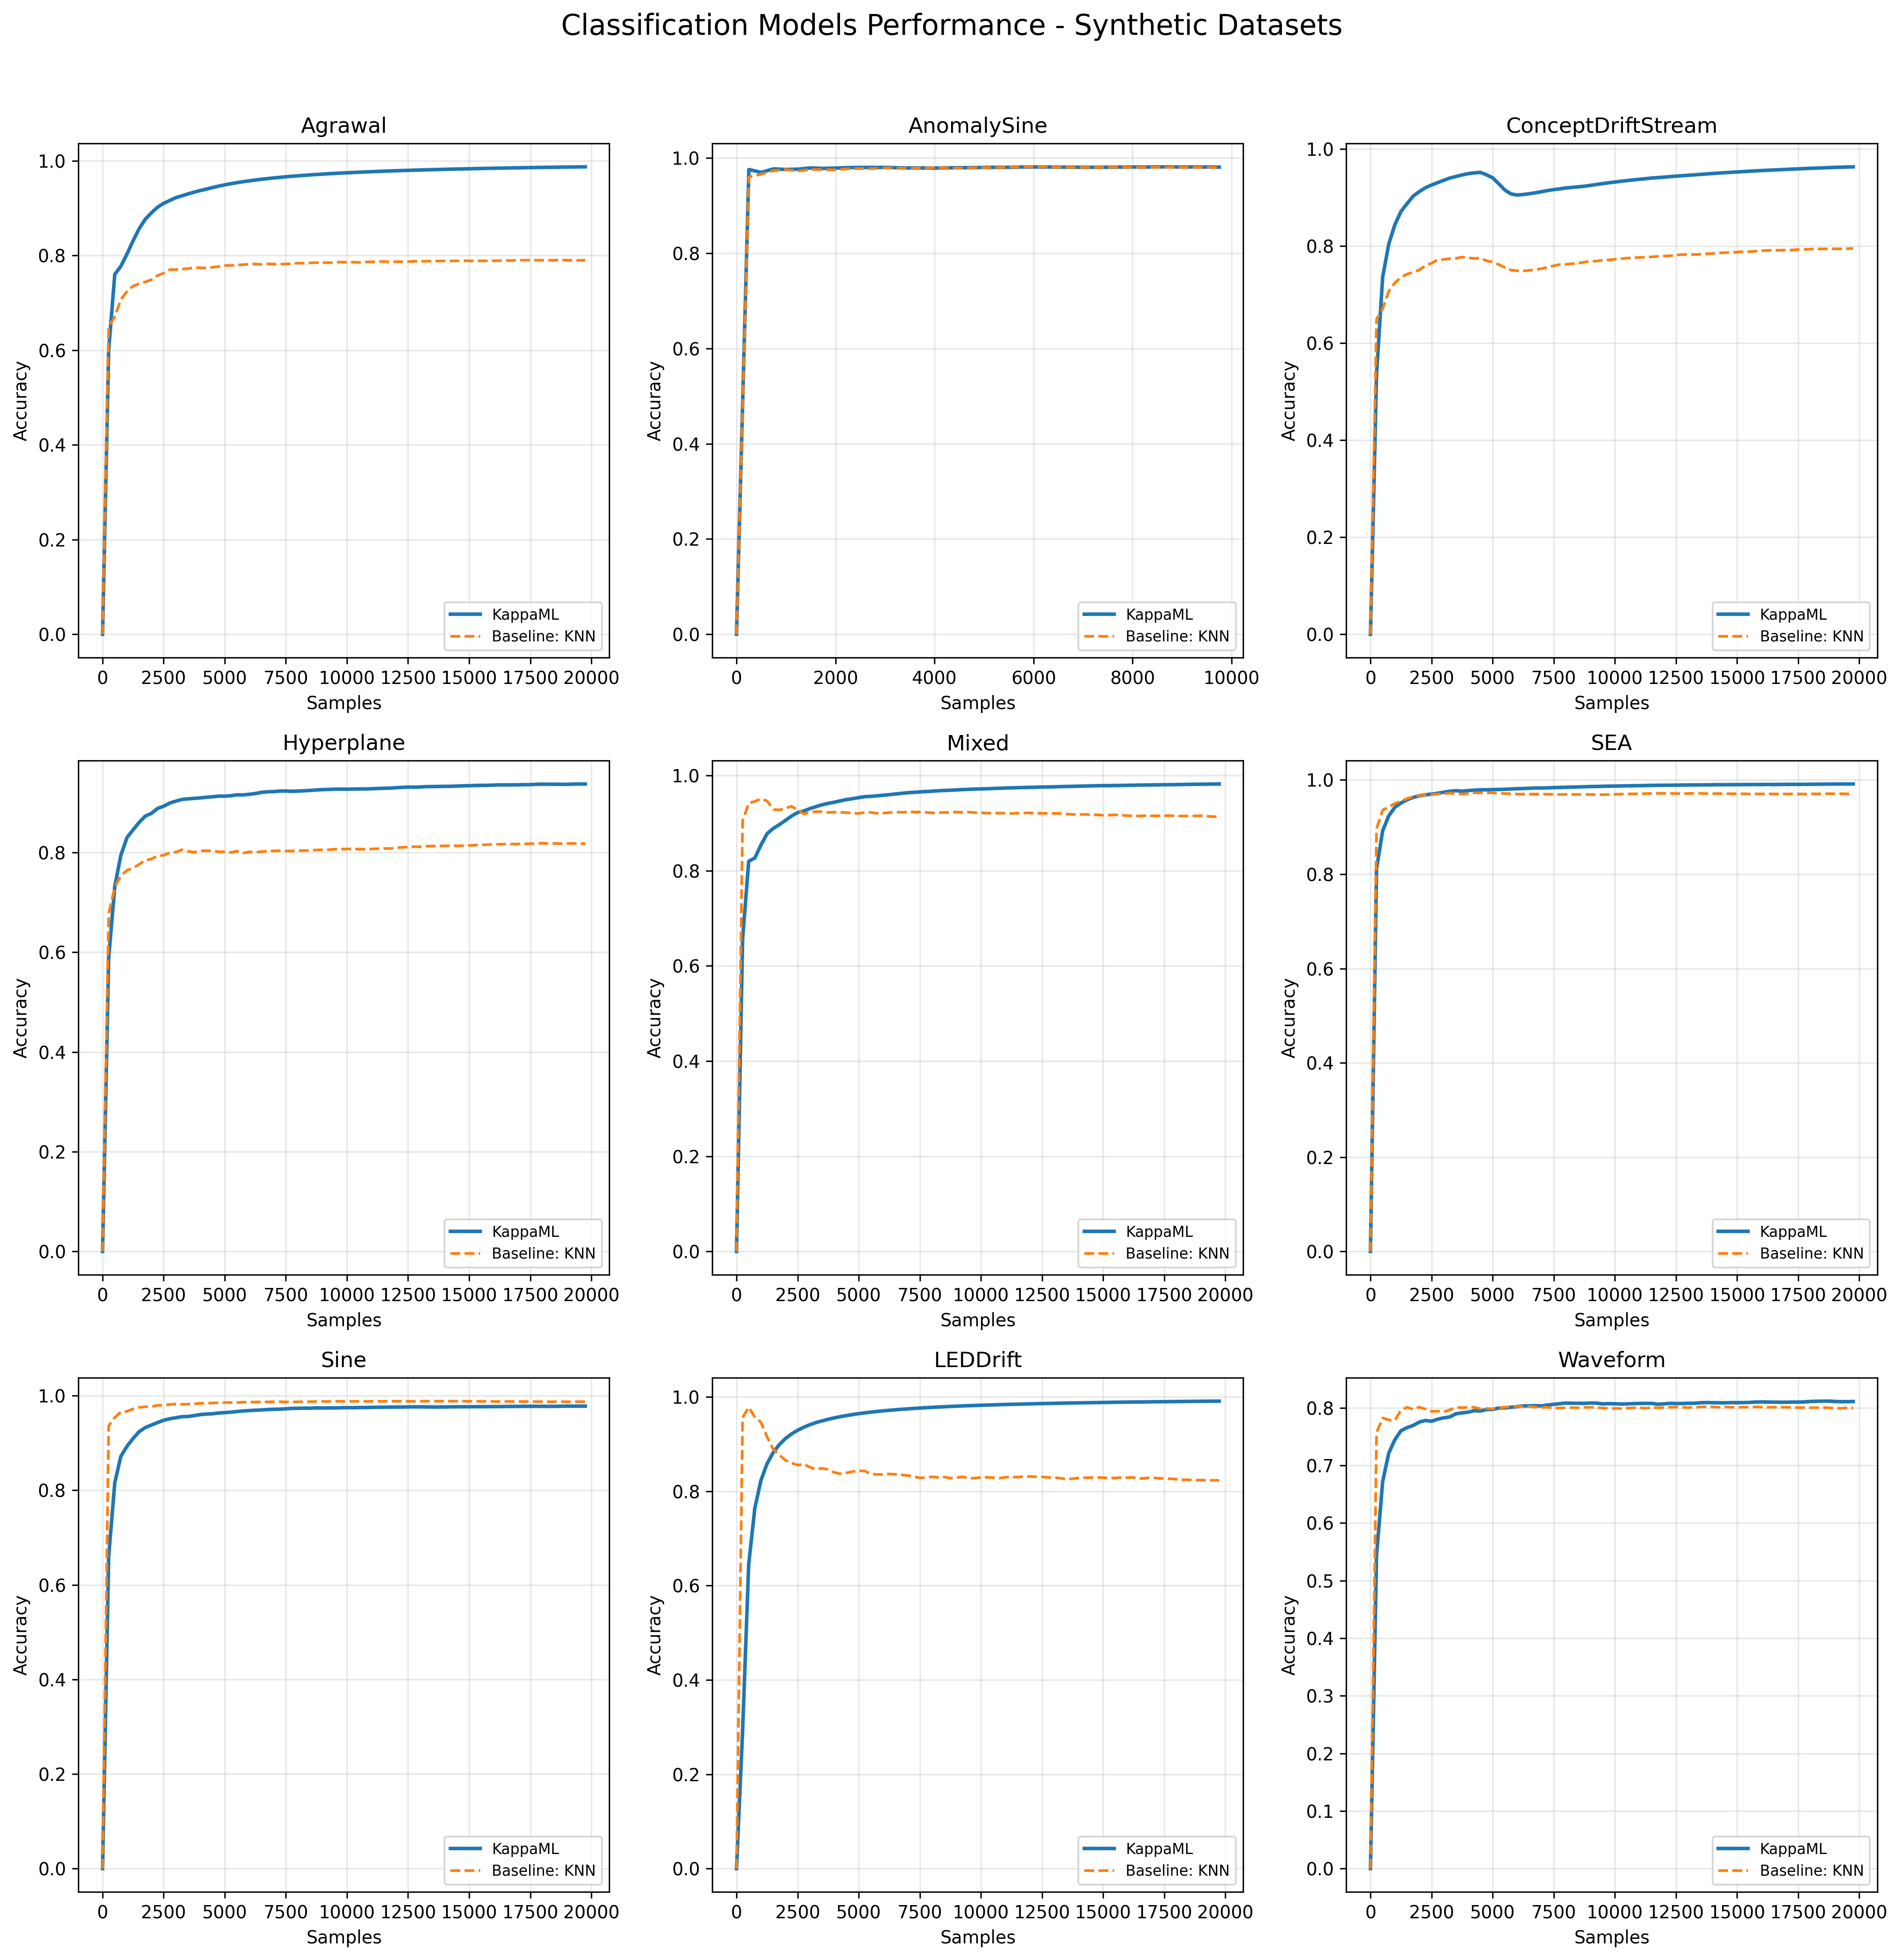 Classification Models Performance - Synthetic Datasets
Agrawal
1.0
0.8
0.6
0.4
0.2
0.0
Accuracy
KappaML
Baseline: KNN
0 2500 5000 7500 10000 12500 15000 17500 20000
Samples
AnomalySine
1.0
0.8
0.6
0.4
0.2
0.0
Accuracy
KappaML
Baseline: KNN
0 2000 4000 6000 8000 10000
Samples
ConceptDriftStream
1.0
0.8
0.6
0.4
0.2
0.0
Accuracy
KappaML
Baseline: KNN
0 2500 5000 7500 10000 12500 15000 17500 20000
Samples
Hyperplane
0.8
0.6
0.4
0.2
0.0
Accuracy
KappaML
Baseline: KNN
0 2500 5000 7500 10000 12500 15000 17500 20000
Samples
Mixed
1.0
0.8
0.6
0.4
0.2
0.0
Accuracy
KappaML
Baseline: KNN
0 2500 5000 7500 10000 12500 15000 17500 20000
Samples
SEA
1.0
0.8
0.6
0.4
0.2
0.0
Accuracy
KappaML
Baseline: KNN
0 2500 5000 7500 10000 12500 15000 17500 20000
Samples
Sine
1.0
0.8
0.6
0.4
0.2
0.0
Accuracy
KappaML
Baseline: KNN
0 2500 5000 7500 10000 12500 15000 17500 20000
Samples
LEDDrift
1.0
0.8
0.6
0.4
0.2
0.0
Accuracy
KappaML
Baseline: KNN
0 2500 5000 7500 10000 12500 15000 17500 20000
Samples
Waveform
0.8
0.7
0.6
0.5
0.4
0.3
0.2
0.1
0.0
Accuracy
KappaML
Baseline: KNN
0 2500 5000 7500 10000 12500 15000 17500 20000
Samples